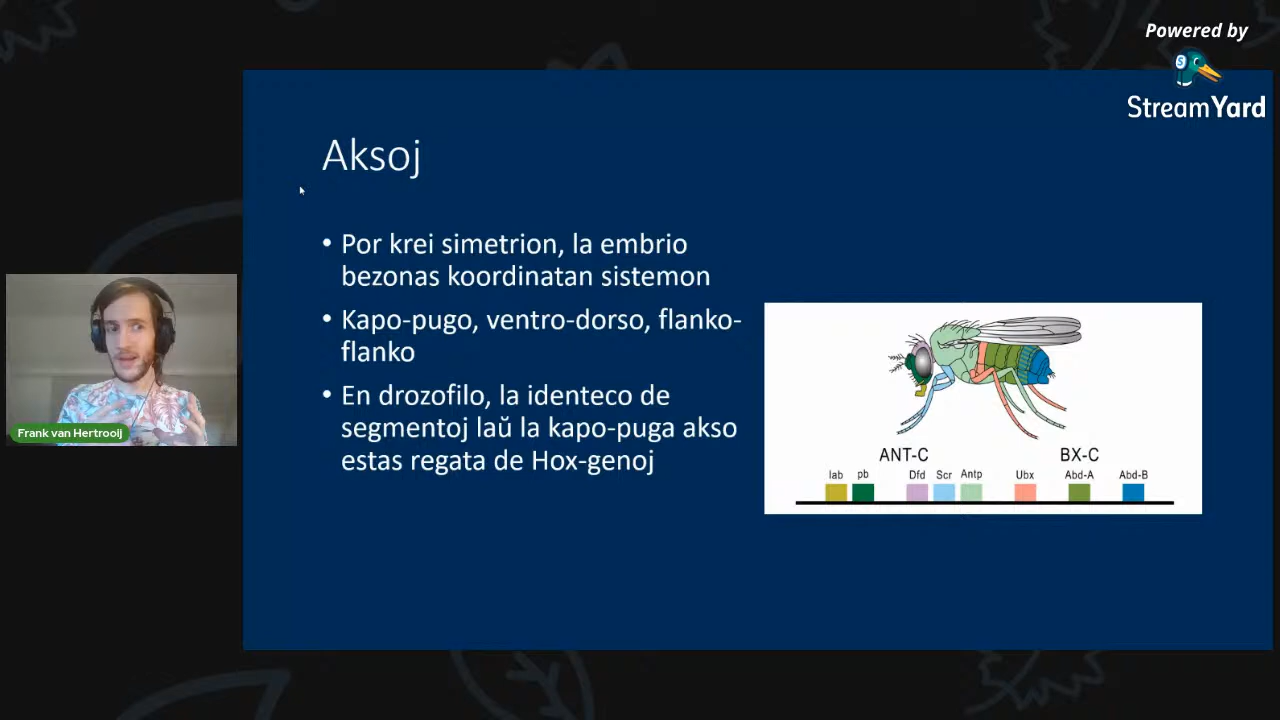 Powered by
StreamYard
Aksoj
• Por krei simetrion, la embrio
bezonas koordinatan sistemon
• Kapo-pugo, ventro-dorso, flanko-
flanko
• En drozofilo, la identeco de
segmentoj laŭ la kapo-puga akso
estas regata de Hox-genoj
Frank van Hertrooij
ANT-C BX-C
lab pb Dfd Scr Antp Ubx Abd-A Abd-B